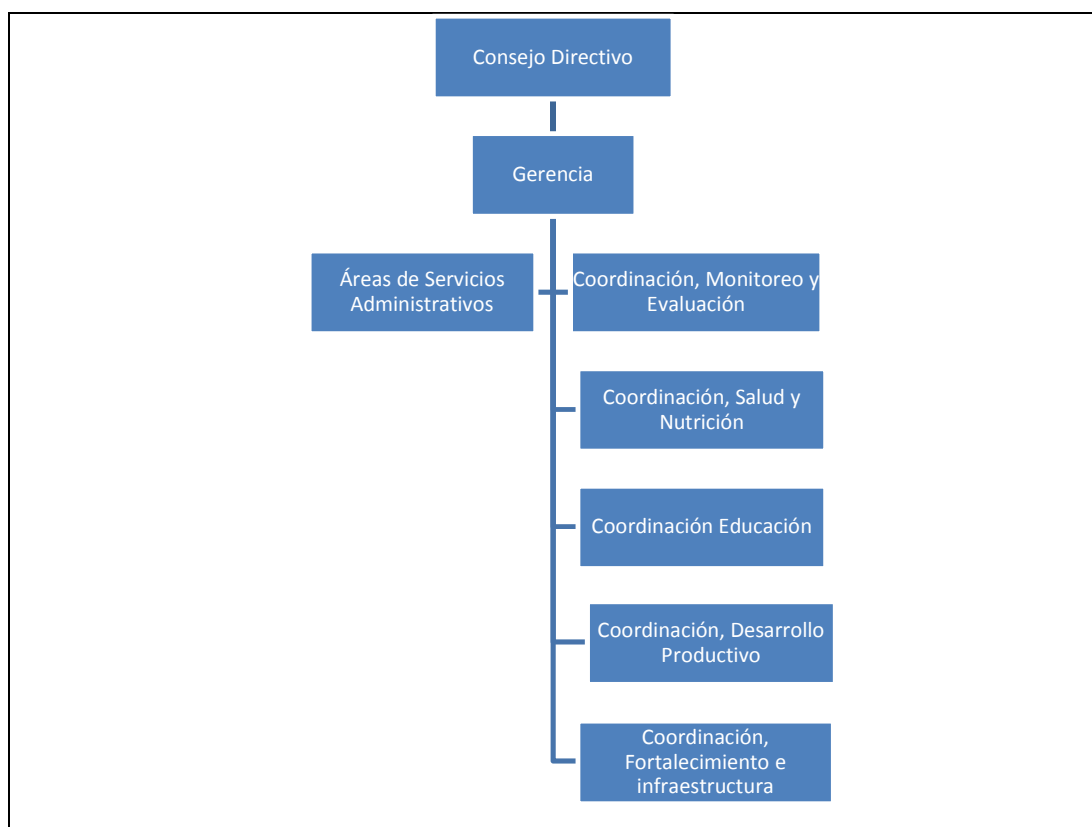 Consejo Directivo
Gerencia
Áreas de Servicios
Administrativos
Coordinación, Monitoreo y
Evaluación
Coordinación, Salud y
Nutrición
Coordinación Educación
Coordinación, Desarrollo
Productivo
Coordinación,
Fortalecimiento e
infraestructura